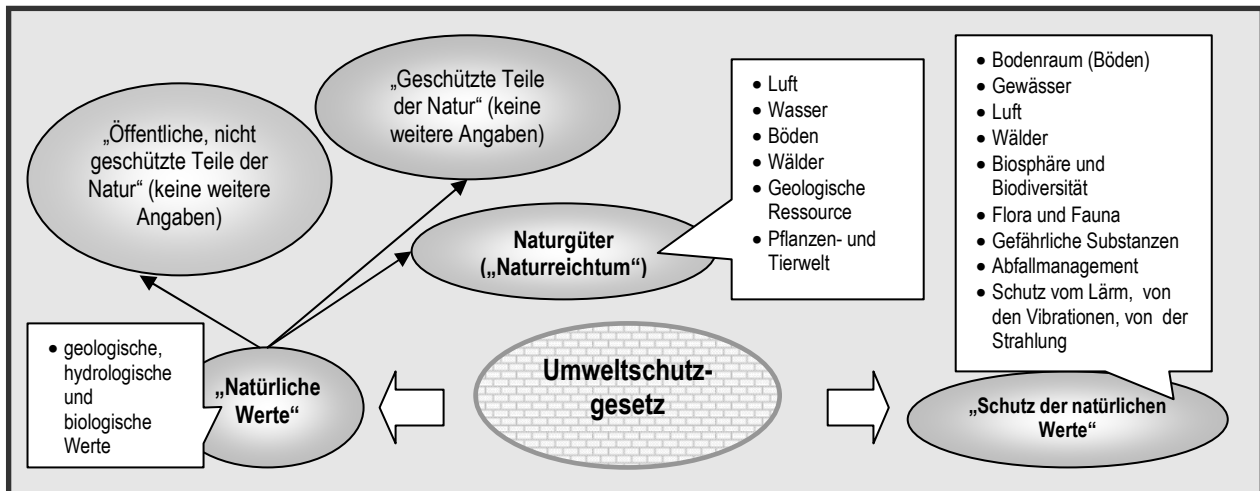 „Öffentliche, nicht
geschützte Teile der
Natur“ (keine weitere
Angaben)
„Geschützte Teile
der Natur“ (keine
weitere Angaben)
Naturgüter
(„Naturreichtum“)
• Luft
• Wasser
• Böden
• Wälder
• Geologische
Ressource
• Pflanzen- und
Tierwelt
• Bodenraum (Böden)
• Gewässer
• Luft
• Wälder
• Biosphäre und
Biodiversität
• Flora und Fauna
• Gefährliche Substanzen
• Abfallmanagement
• Schutz vom Lärm, von
den Vibrationen, von der
Strahlung
• geologische,
hydrologische
und
biologische
Werte
„Natürliche
Werte“
Umweltschutz-
gesetz
„Schutz der natürlichen
Werte“